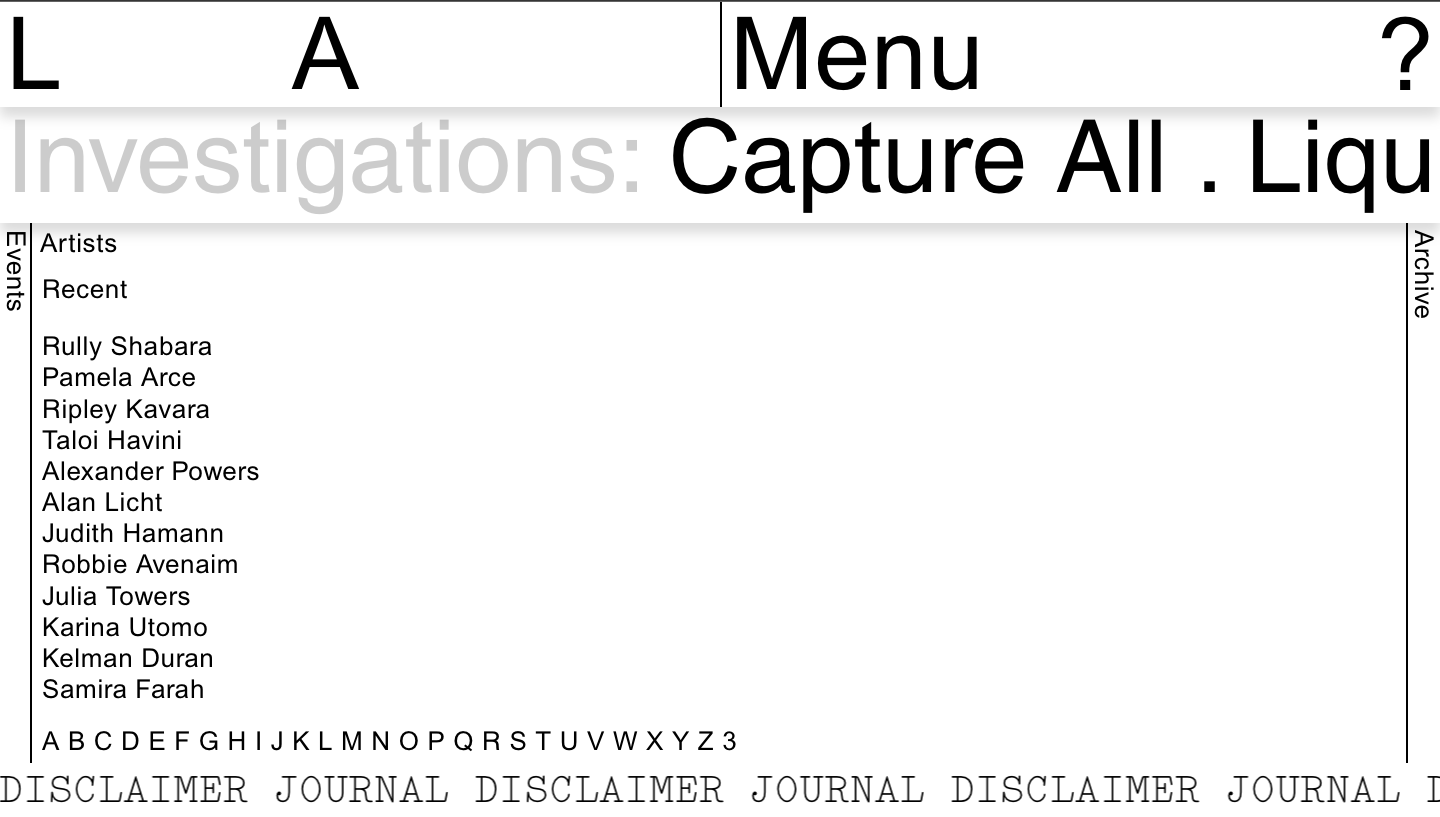 L A Menu ?
Investigations: Capture All . Liqu
Events
Artists
Archive
Recent
Rully Shabara
Pamela Arce
Ripley Kavara
Taloi Havini
Alexander Powers
Alan Licht
Judith Hamann
Robbie Avenaim
Julia Towers
Karina Utomo
Kelman Duran
Samira Farah
A B C D E F G H I J K L M N O P Q R S T U V W X Y Z 3
DISCLAIMER JOURNAL DISCLAIMER JOURNAL DISCLAIMER JOURNAL D